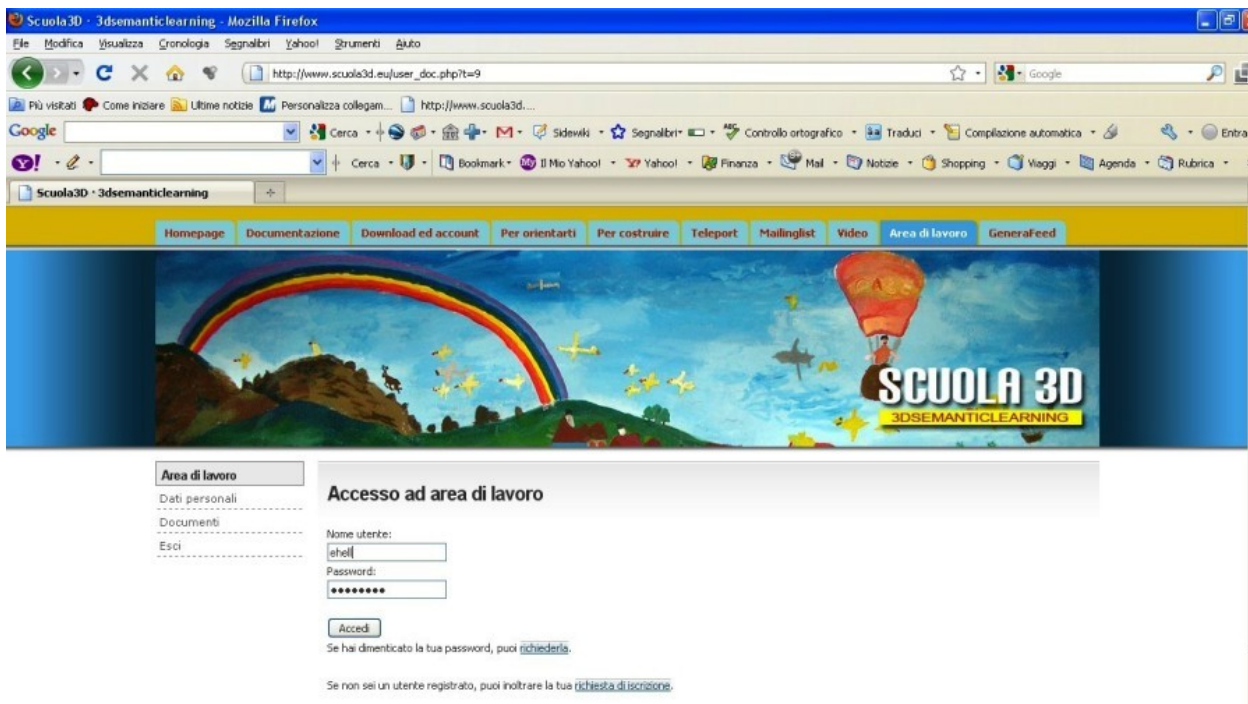 Scuola3D · 3dsemanticlearning - Mozilla Firefox
File Modifica Visualizza Cronologia Segnalibri Yahoo! Strumenti Aiuto
http://www.scuola3d.eu/user_doc.php?t=9 Google
Più visitati Come iniziare Ultime notizie Personalizza collegam... http://www.scuola3d....
Google Cerca Sidewiki Segnalibri Controllo ortografico Traduci Compilazione automatica Entra
Y! Cerca Bookmark Il Mio Yahoo! Yahoo! Finanza Mail Notizie Shopping Viaggi Agenda Rubrica
Scuola3D · 3dsemanticlearning
Homepage Documentazione Download ed account Per orientarti Per costruire Teleport Mailinglist Video Area di lavoro GeneraFeed
SCUOLA 3D
3DSEMANTICLEARNING
Area di lavoro
Dati personali
Documenti
Esci
Accesso ad area di lavoro
Nome utente:
ehell
Password:
••••••••
Accedi
Se hai dimenticato la tua password, puoi richiederla.
Se non sei un utente registrato, puoi inoltrare la tua richiesta di iscrizione.